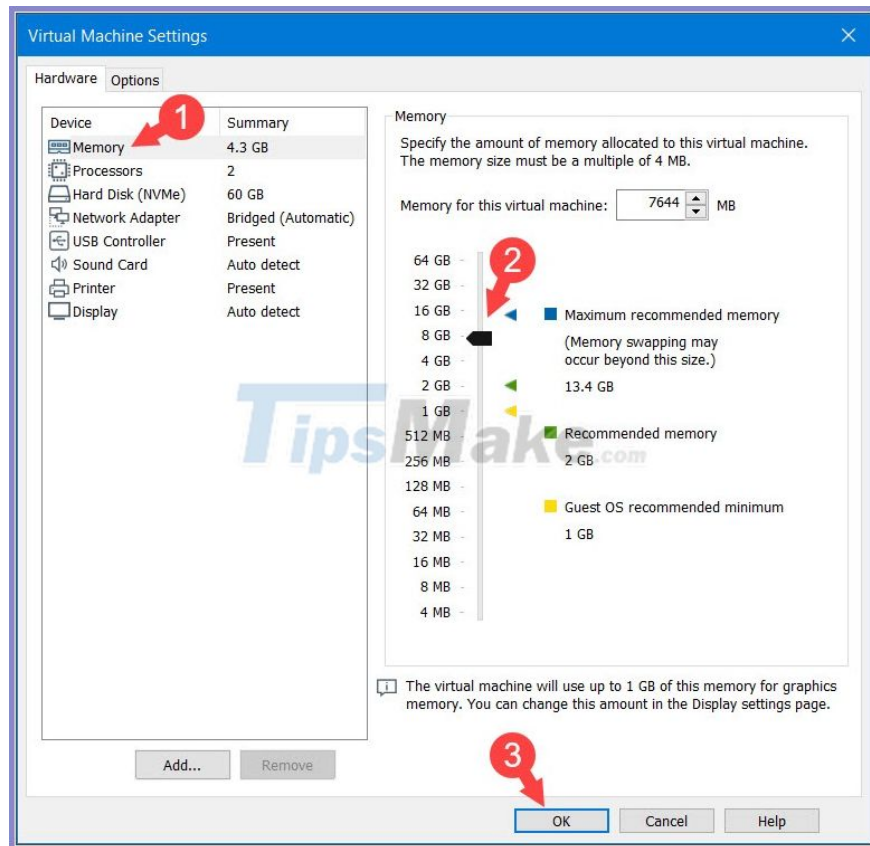 Virtual Machine Settings
Hardware Options
Device Summary
Memory 4.3 GB
Processors 2
Hard Disk (NVMe) 60 GB
Network Adapter Bridged (Automatic)
USB Controller Present
Sound Card Auto detect
Printer Present
Display Auto detect
1
Add... Remove
Memory
Specify the amount of memory allocated to this virtual machine.
The memory size must be a multiple of 4 MB.
Memory for this virtual machine: 7644 MB
2
64 GB
32 GB
16 GB
8 GB
4 GB
2 GB
1 GB
512 MB
256 MB
128 MB
64 MB
32 MB
16 MB
8 MB
4 MB
Maximum recommended memory
(Memory swapping may
occur beyond this size.)
13.4 GB
Recommended memory
2 GB
Guest OS recommended minimum
1 GB
TipsMake.com
The virtual machine will use up to 1 GB of this memory for graphics
memory. You can change this amount in the Display settings page.
3
OK Cancel Help